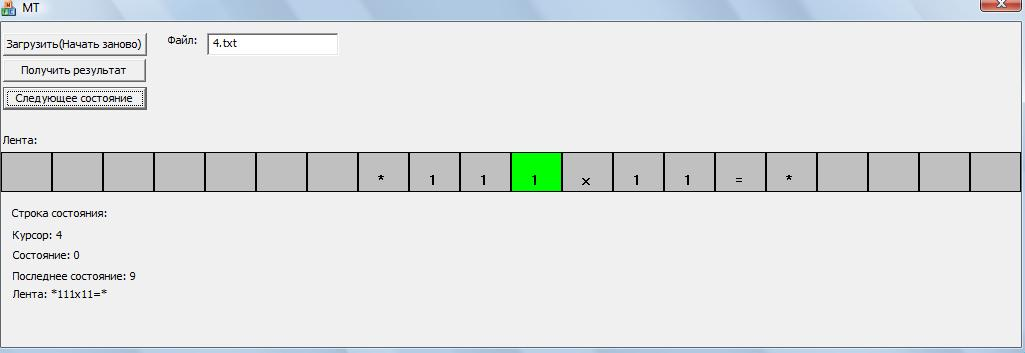 МТ
Загрузить(Начать заново) Файл: 4.txt
Получить результат
Следующее состояние
Лента:
* 1 1 1 x 1 1 = *
Строка состояния:
Курсор: 4
Состояние: 0
Последнее состояние: 9
Лента: *111x11=*